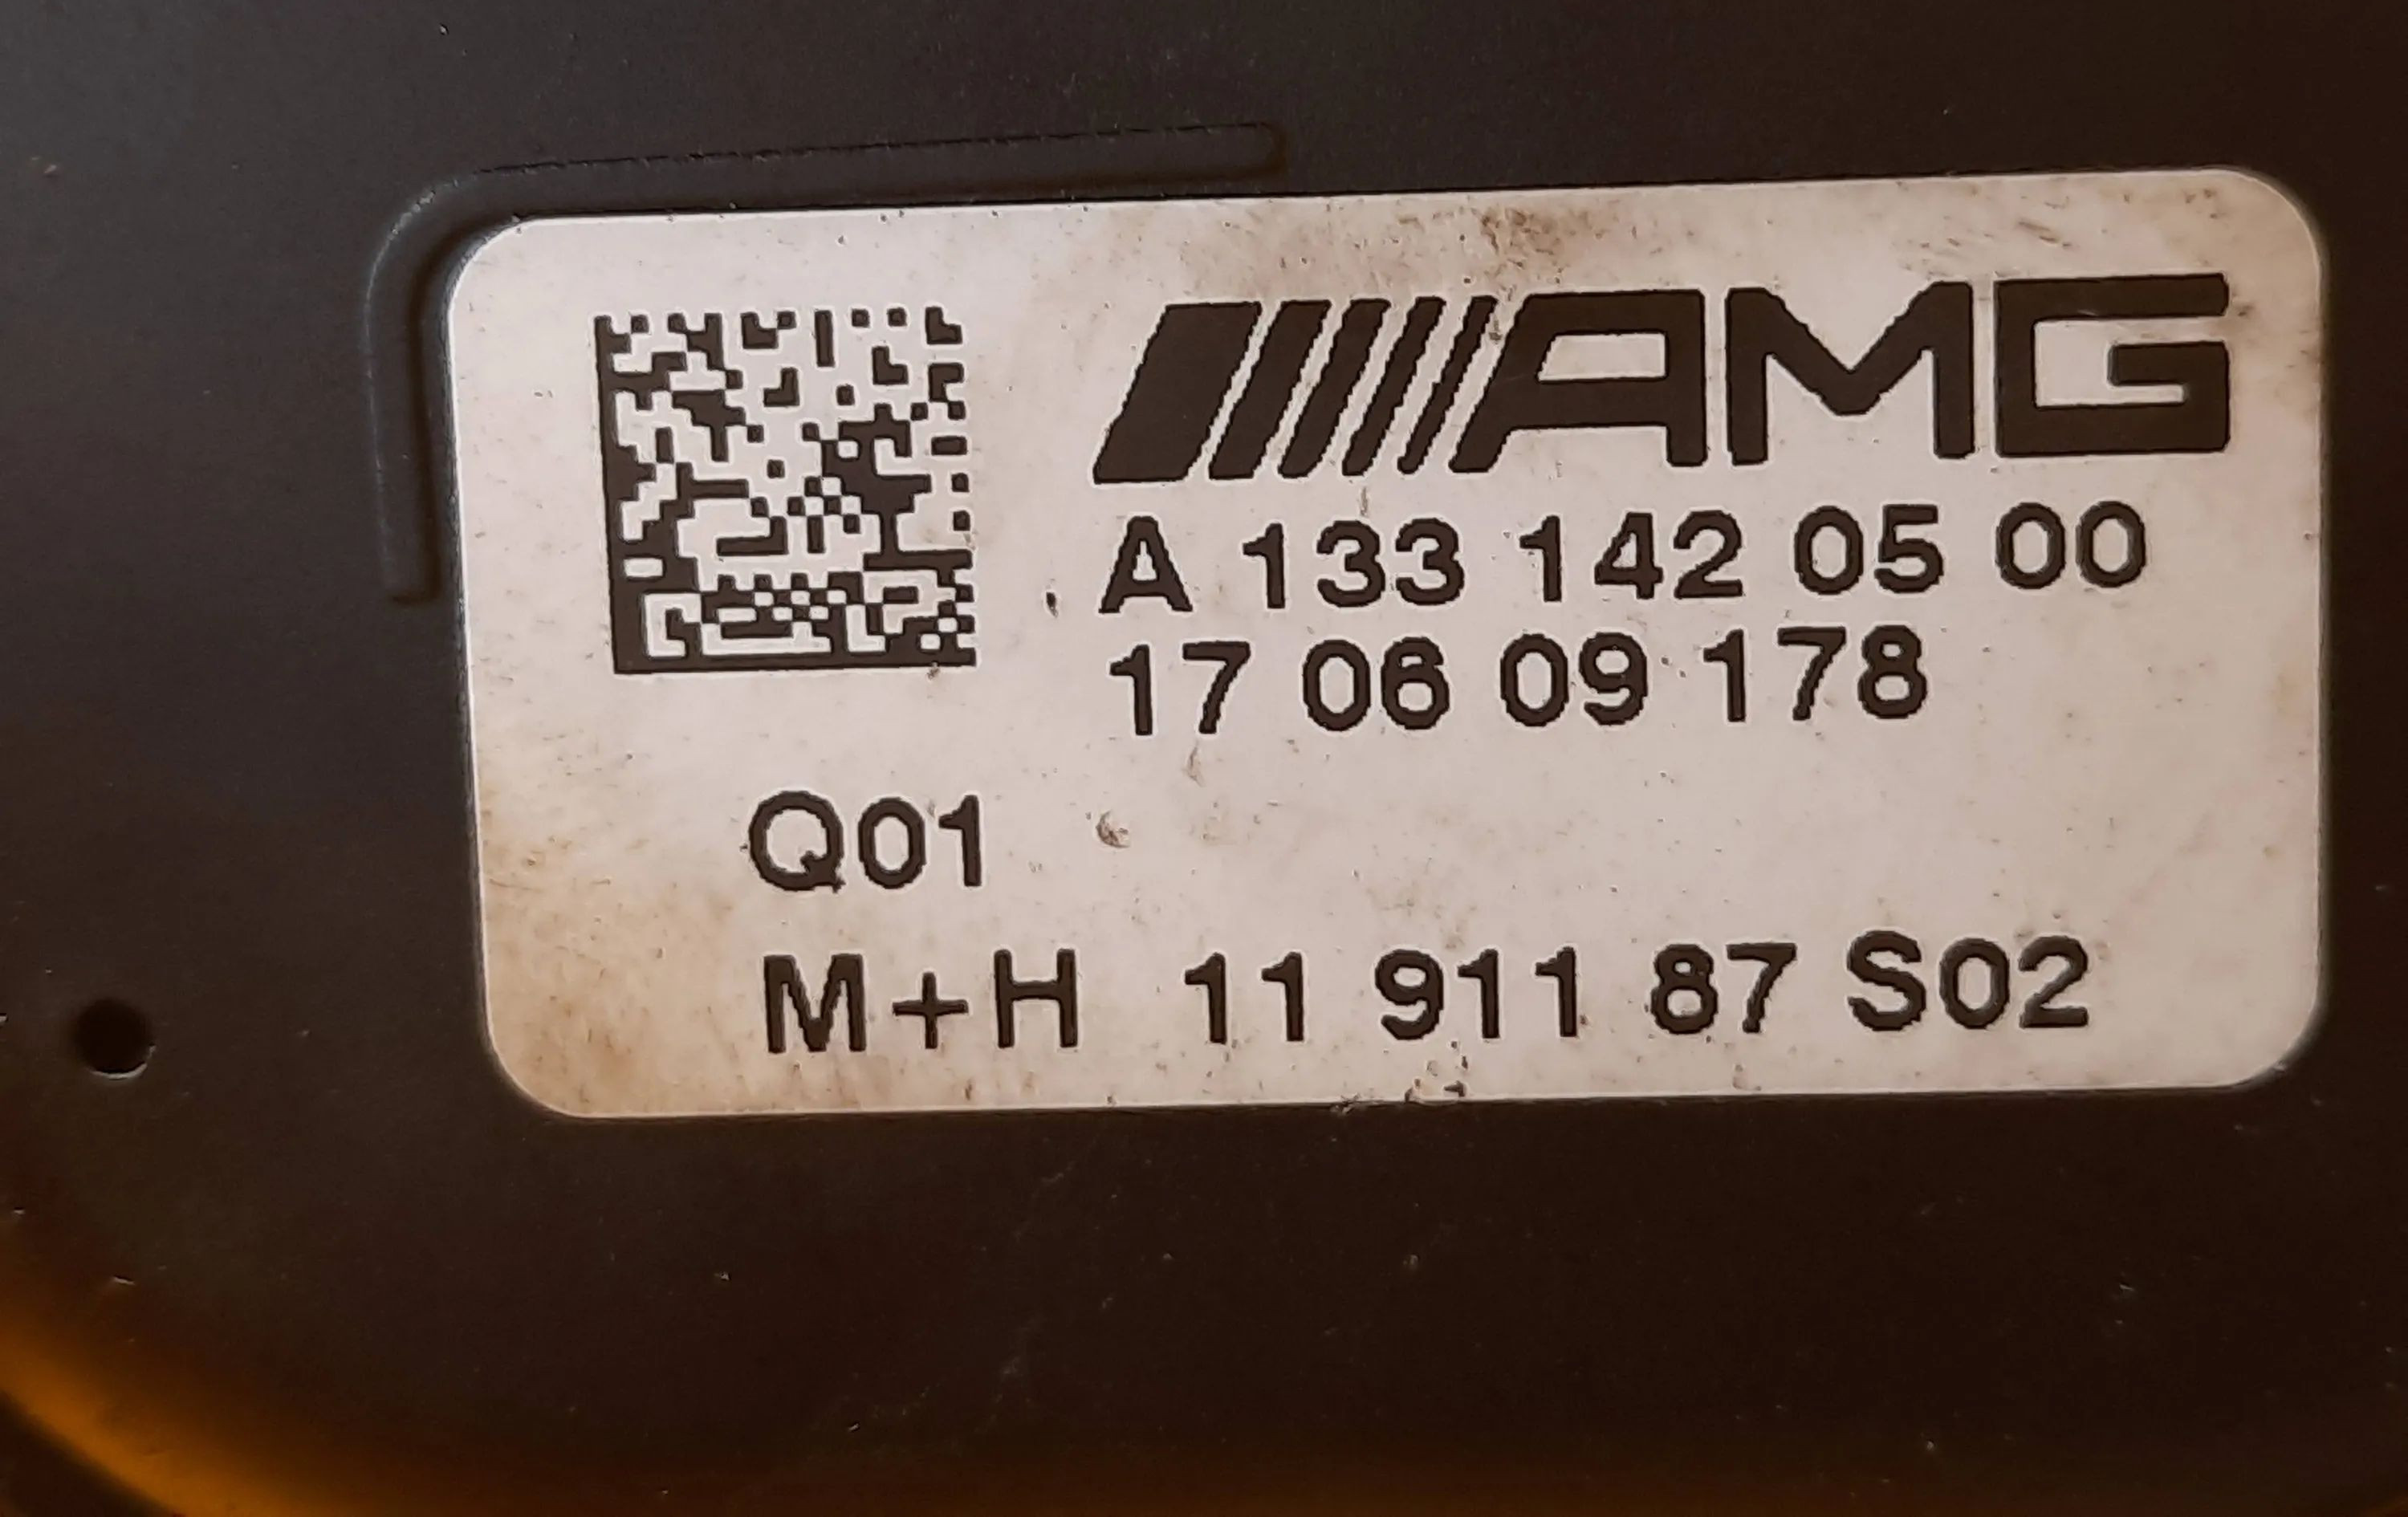 AMG
A 133 142 05 00
17 06 09 178
Q01
M+H 11 911 87 S02